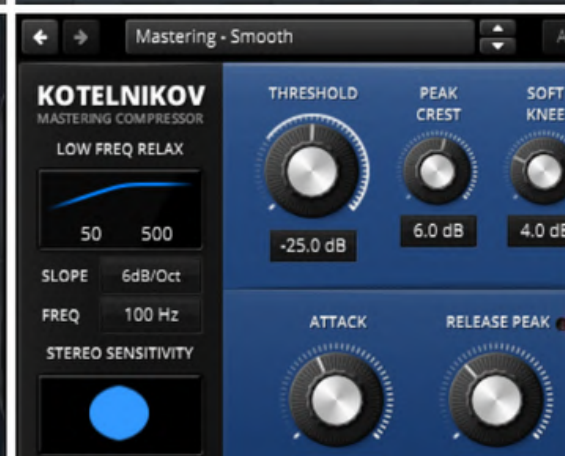 Mastering - Smooth
A
KOTELNIKOV
MASTERING COMPRESSOR
LOW FREQ RELAX
50 500
SLOPE 6dB/Oct
FREQ 100 Hz
STEREO SENSITIVITY
THRESHOLD
-25.0 dB
PEAK
CREST
6.0 dB
SOFT
KNEE
4.0 dB
ATTACK
RELEASE PEAK